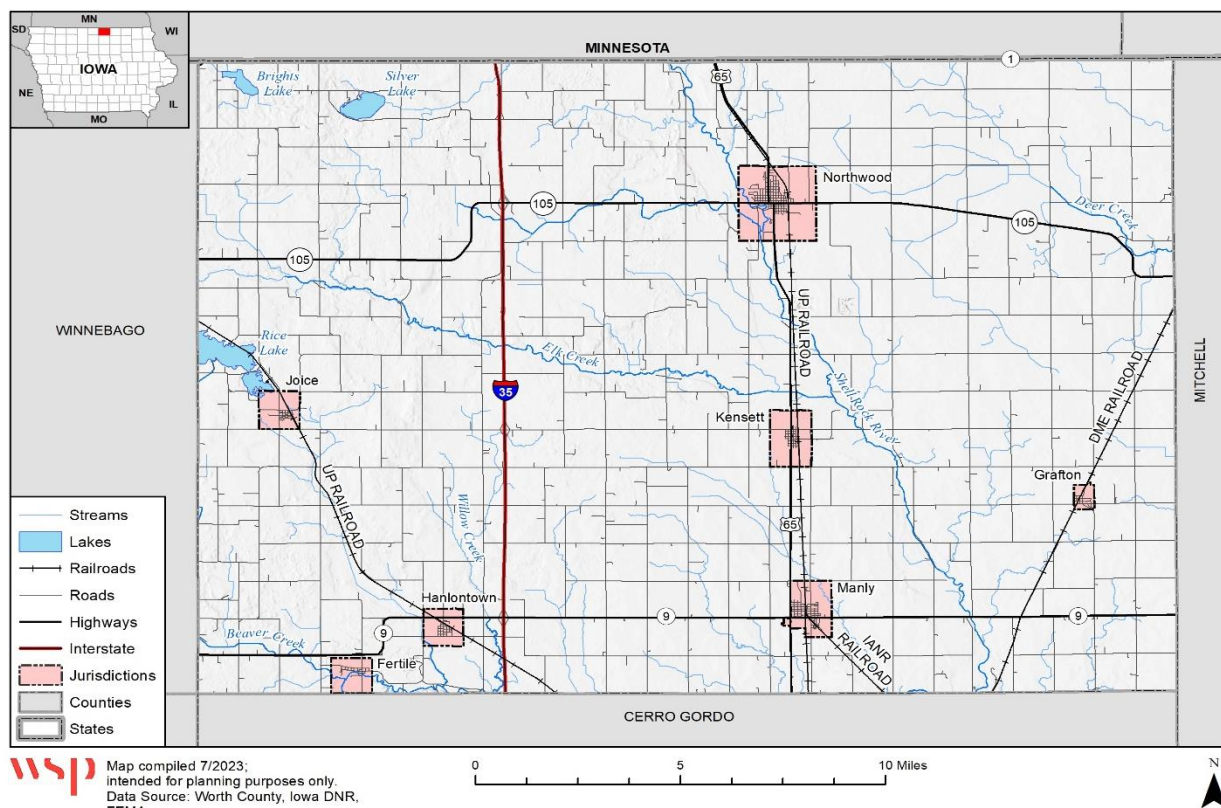 MN
SD
WI
IOWA
NE
IL
MO
MINNESOTA
1
65
Brights
Lake
Silver
Lake
Northwood
105
105
105
105
Deer Creek
WINNEBAGO
MITCHELL
Rice
Lake
Joice
Elk Creek
35
UP RAILROAD
Shell Rock River
Kensett
DME RAILROAD
Grafton
UP RAILROAD
Willow Creek
65
Hanlontown
Manly
9
9
9
Beaver Creek
Fertile
IANR
RAILROAD
CERRO GORDO
Streams
Lakes
Railroads
Roads
Highways
Interstate
Jurisdictions
Counties
States
wsp
Map compiled 7/2023;
intended for planning purposes only.
Data Source: Worth County, Iowa DNR,
0
5
10 Miles
N